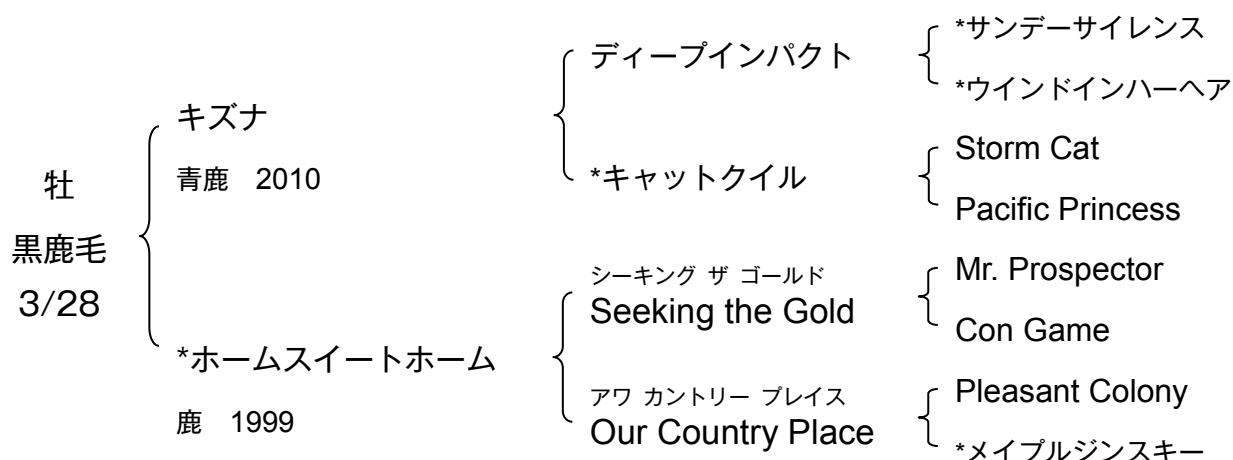 牡
黒鹿毛
3/28
キズナ
青鹿 2010
*ホームスイートホーム
鹿 1999
ディープインパクト
*キャットクイル
シーキング ザ ゴールド
Seeking the Gold
アワ カントリー プレイス
Our Country Place
*サンデーサイレンス
*ウインドインハーヘア
Storm Cat
Pacific Princess
Mr. Prospector
Con Game
Pleasant Colony
*メイプルジンスキー